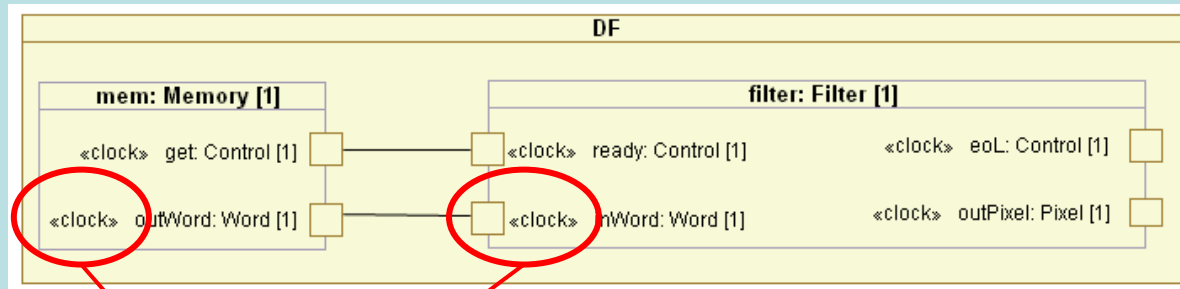 DF
mem: Memory [1]
filter: Filter [1]
«clock» get: Control [1]
«clock» ready: Control [1]
«clock» eoL: Control [1]
«clock» outWord: Word [1]
«clock» inWord: Word [1]
«clock» outPixel: Pixel [1]